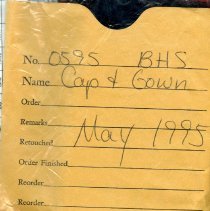 No. 0595 BHS
Name Cap & Gown
Order
Remarks
Retouched May 1995
Order Finished
Reorder
Reorder